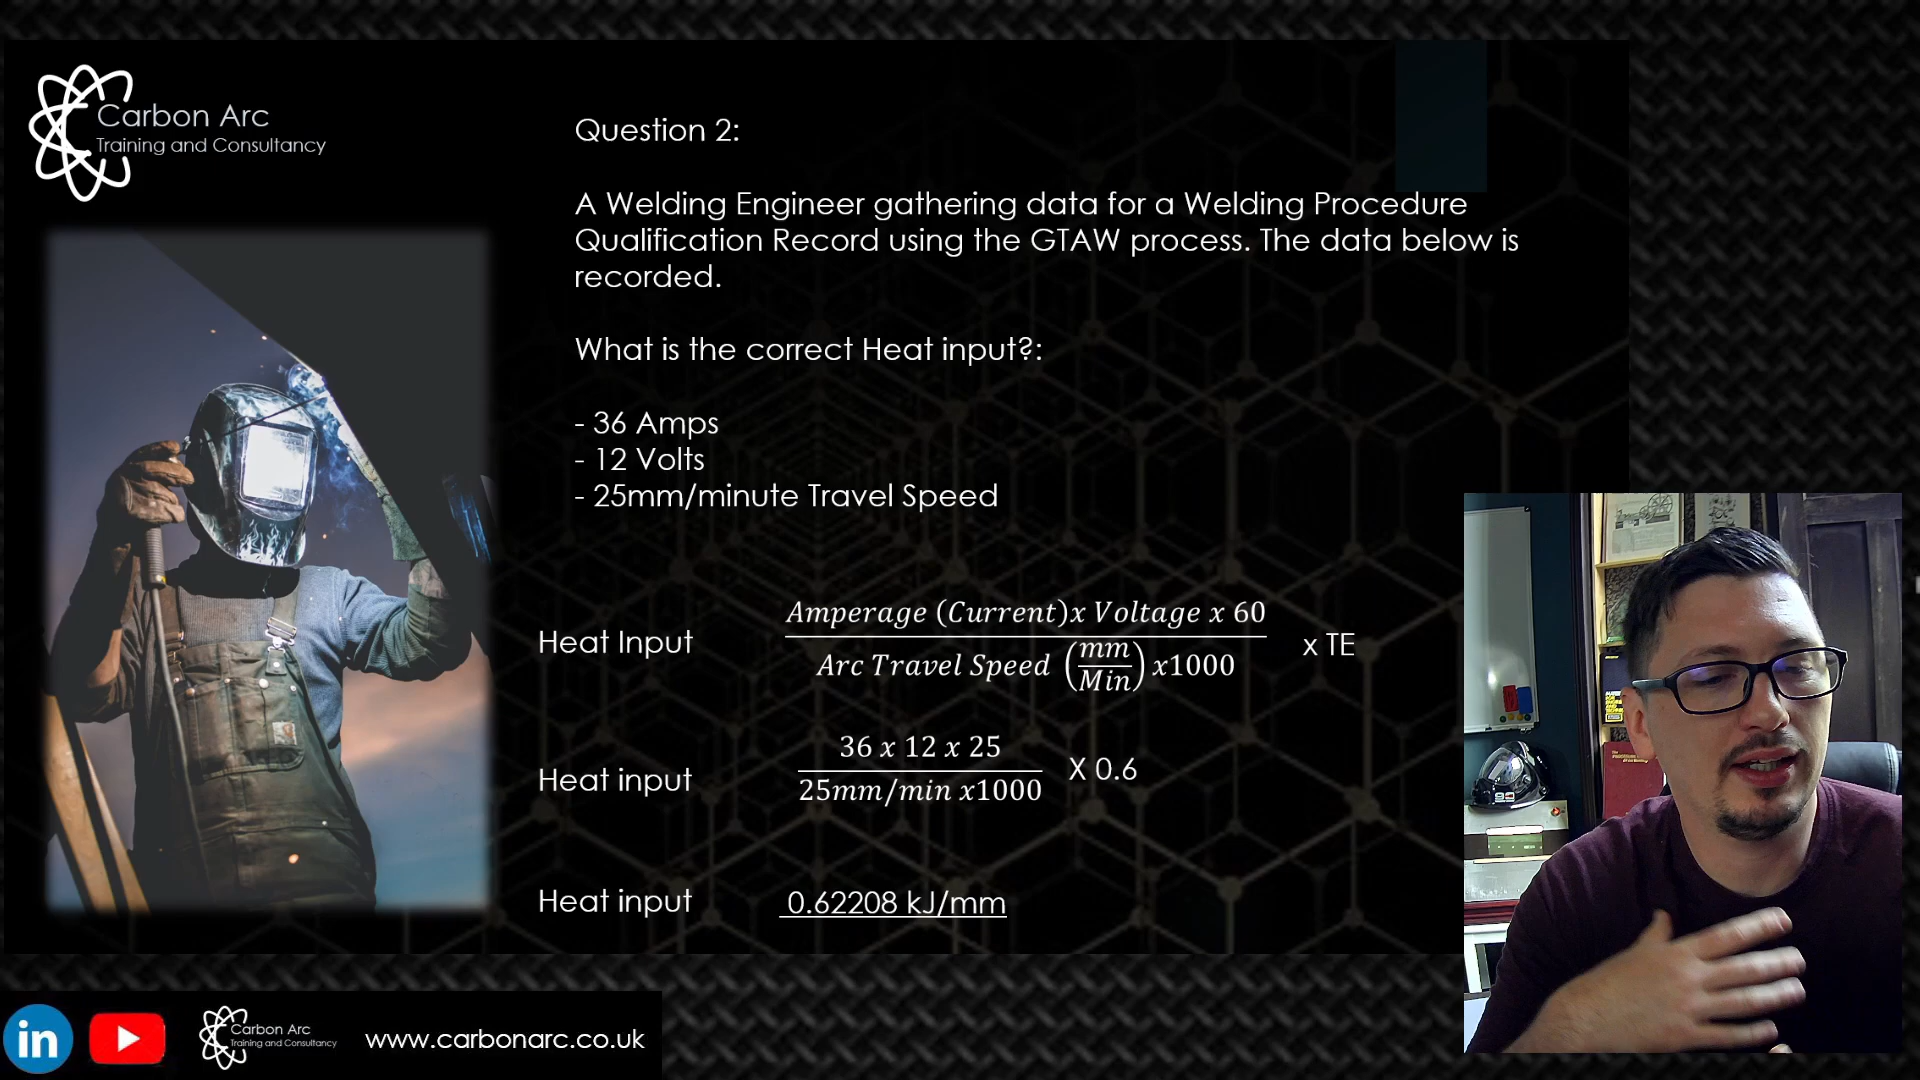 Carbon Arc
Training and Consultancy
Question 2:
A Welding Engineer gathering data for a Welding Procedure
Qualification Record using the GTAW process. The data below is
recorded.
What is the correct Heat input?:
- 36 Amps
- 12 Volts
- 25mm/minute Travel Speed
Heat Input
Amperage (Current)x Voltage x 60
Arc Travel Speed (mm/Min) x1000
x TE
Heat input
36 x 12 x 25
25mm/min x1000
X 0.6
Heat input
0.62208 kJ/mm
in
Carbon Arc
Training and Consultancy
www.carbonarc.co.uk